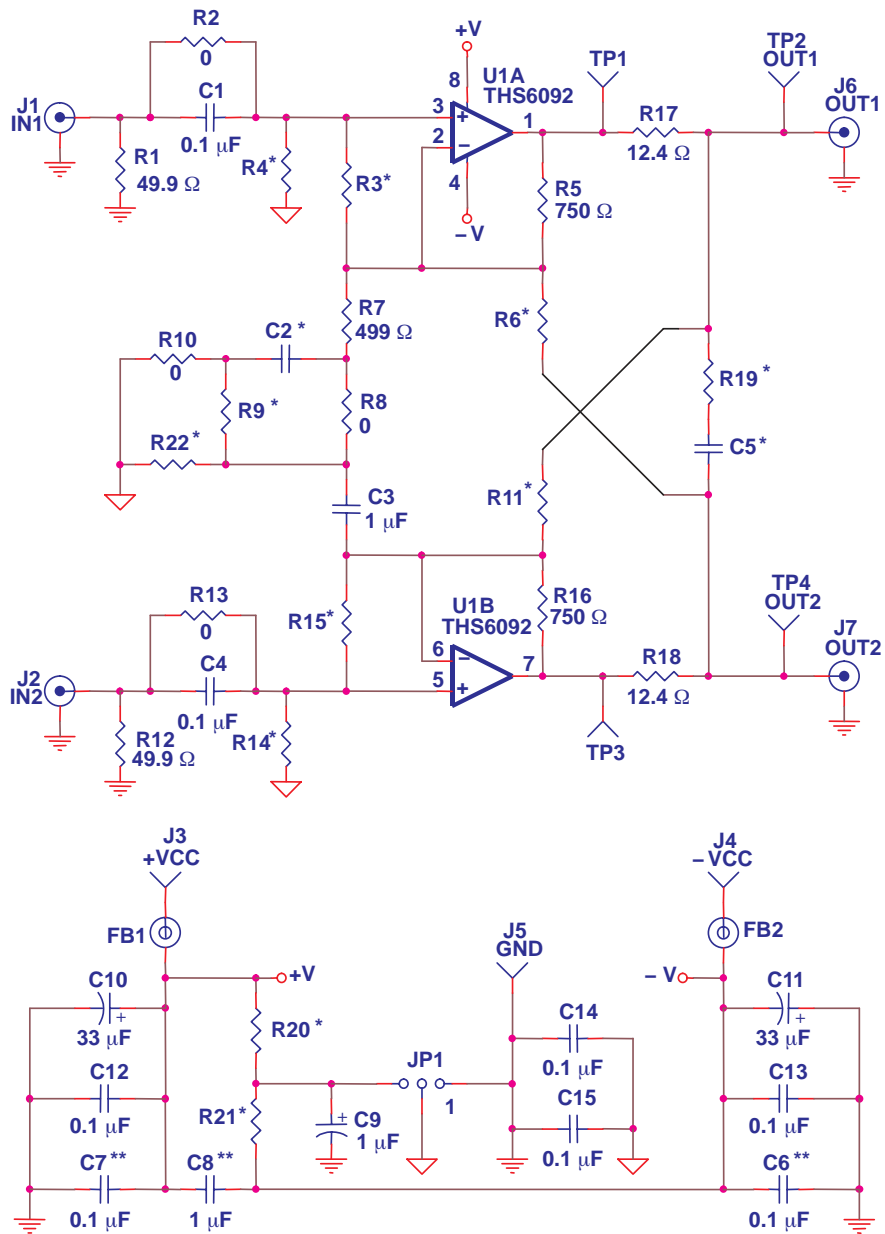 R2
0
C1
0.1 µF
J1
IN1
R1
49.9 Ω
R4*
R3*
+V
8
U1A
THS6092
3
+
2
−
1
4
−V
TP1
TP2
OUT1
J6
OUT1
R17
12.4 Ω
R5
750 Ω
R7
499 Ω
R6*
C2*
R10
0
R9*
R8
0
R22*
C3
1 µF
R19*
C5*
R11*
R13
0
C4
0.1 µF
J2
IN2
R12
49.9 Ω
R14*
R15*
U1B
THS6092
6
−
5
+
7
R16
750 Ω
R18
12.4 Ω
TP3
TP4
OUT2
J7
OUT2
J3
+VCC
FB1
+V
C10
+
33 µF
C12
0.1 µF
C7**
0.1 µF
C8**
1 µF
R20*
R21*
+
C9
1 µF
JP1
1
J5
GND
C14
0.1 µF
C15
0.1 µF
J4
−VCC
FB2
−V
C11
+
33 µF
C13
0.1 µF
C6**
0.1 µF